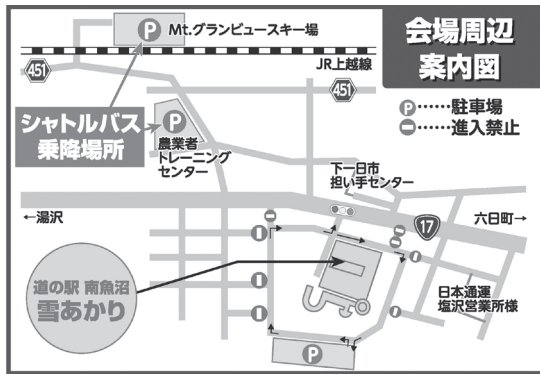 P
Mt.グランビュースキー場
会場周辺
案内図
JR上越線
451
451
P……駐車場
……進入禁止
シャトルバス
乗降場所
P
農業者
トレーニング
センター
下一日市
担い手センター
←湯沢
17
六日町→
道の駅 南魚沼
雪あかり
日本通運
塩沢営業所様
P